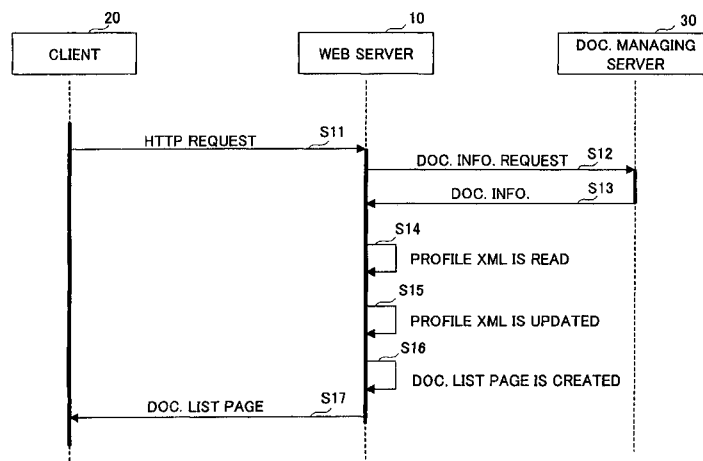 20
10
30
CLIENT
WEB SERVER
DOC. MANAGING
SERVER
HTTP REQUEST
S11
DOC. INFO. REQUEST
S12
DOC. INFO.
S13
S14
PROFILE XML IS READ
S15
PROFILE XML IS UPDATED
S16
DOC. LIST PAGE IS CREATED
DOC. LIST PAGE
S17